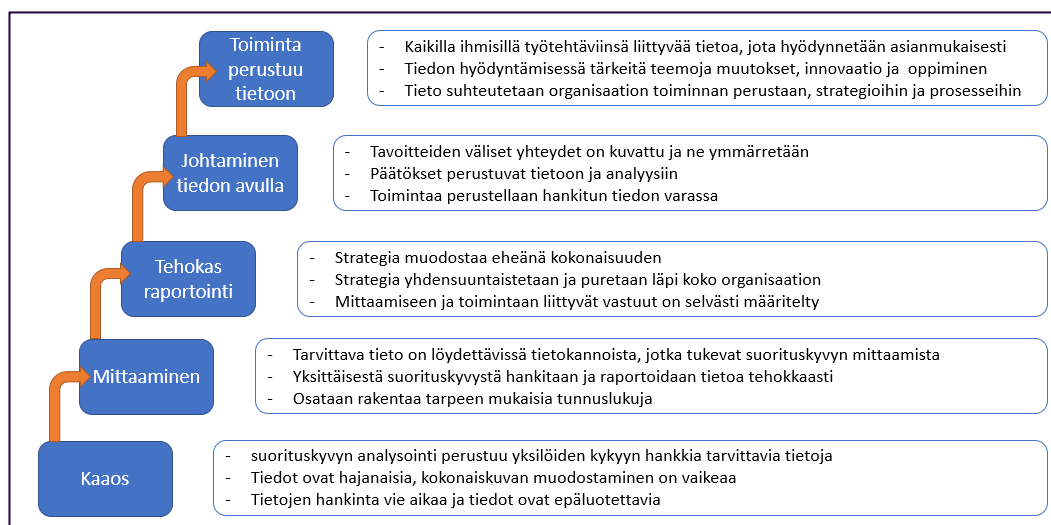 Toiminta
perustuu
tietoon
- Kaikilla ihmisillä työtehtäviinsä liittyvää tietoa, jota hyödynnetään asianmukaisesti
- Tiedon hyödyntämisessä tärkeitä teemoja muutokset, innovaatio ja oppiminen
- Tieto suhteutetaan organisaation toiminnan perustaan, strategioihin ja prosesseihin
Johtaminen
tiedon avulla
- Tavoitteiden väliset yhteydet on kuvattu ja ne ymmärretään
- Päätökset perustuvat tietoon ja analyysiin
- Toimintaa perustellaan hankitun tiedon varassa
Tehokas
raportointi
- Strategia muodostaa eheänä kokonaisuuden
- Strategia yhdensuuntaistetaan ja puretaan läpi koko organisaation
- Mittaamiseen ja toimintaan liittyvät vastuut on selvästi määritelty
Mittaaminen
- Tarvittava tieto on löydettävissä tietokannoista, jotka tukevat suorituskyvyn mittaamista
- Yksittäisestä suorituskyvystä hankitaan ja raportoidaan tietoa tehokkaasti
- Osataan rakentaa tarpeen mukaisia tunnuslukuja
Kaaos
- suorituskyvyn analysointi perustuu yksilöiden kykyyn hankkia tarvittavia tietoja
- Tiedot ovat hajanaisia, kokonaiskuvan muodostaminen on vaikeaa
- Tietojen hankinta vie aikaa ja tiedot ovat epäluotettavia